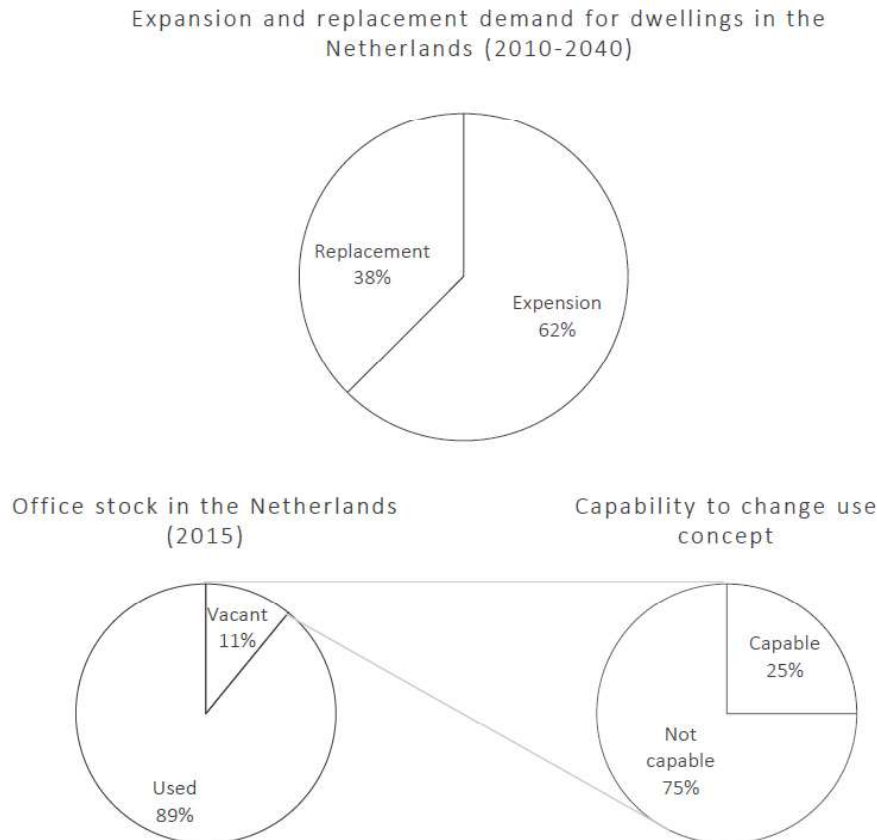 Expansion and replacement demand for dwellings in the
Netherlands (2010-2040)
Replacement
38%
Expension
62%
Office stock in the Netherlands
(2015)
Vacant
11%
Used
89%
Capability to change use
concept
Capable
25%
Not
capable
75%